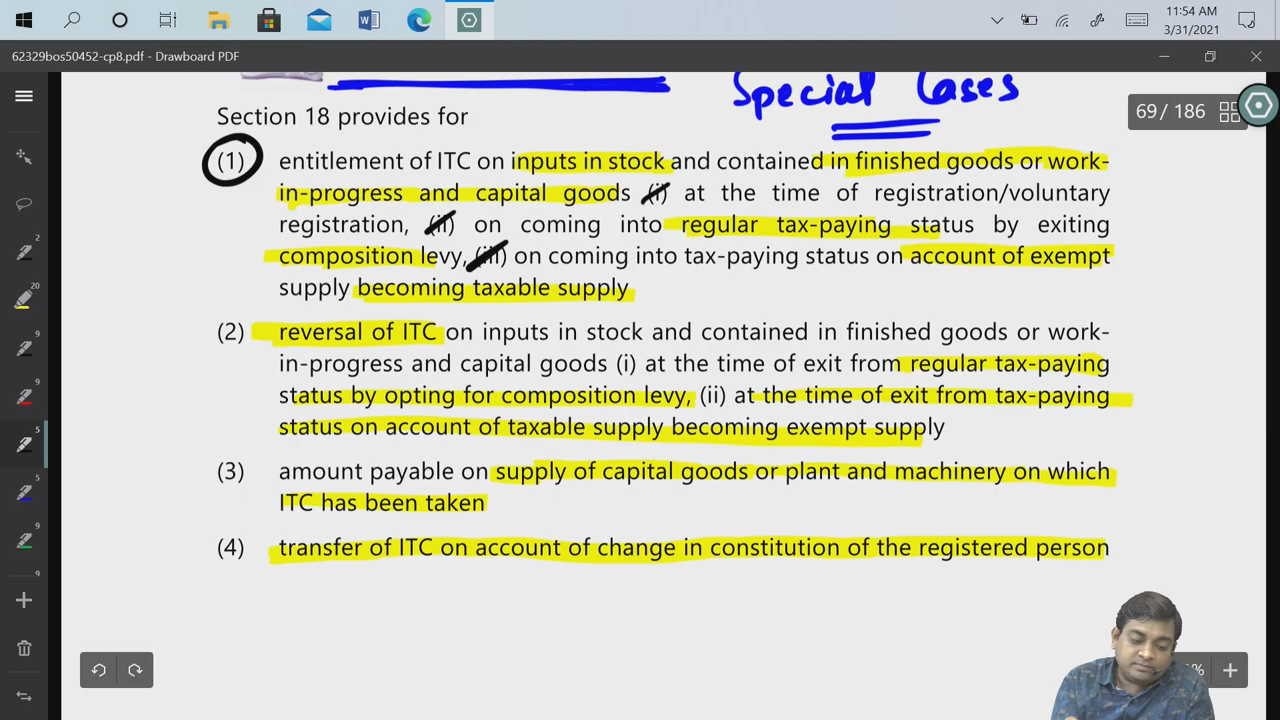 11:54 AM
3/31/2021
62329bos50452-cp8.pdf - Drawboard PDF
Special Cases
69 / 186
Section 18 provides for
(1) entitlement of ITC on inputs in stock and contained in finished goods or work-
in-progress and capital goods (i) at the time of registration/voluntary
registration, (ii) on coming into regular tax-paying status by exiting
composition levy, (iii) on coming into tax-paying status on account of exempt
supply becoming taxable supply
(2) reversal of ITC on inputs in stock and contained in finished goods or work-
in-progress and capital goods (i) at the time of exit from regular tax-paying
status by opting for composition levy, (ii) at the time of exit from tax-paying
status on account of taxable supply becoming exempt supply
(3) amount payable on supply of capital goods or plant and machinery on which
ITC has been taken
(4) transfer of ITC on account of change in constitution of the registered person
2
20
9
9
5
5
9
9
%